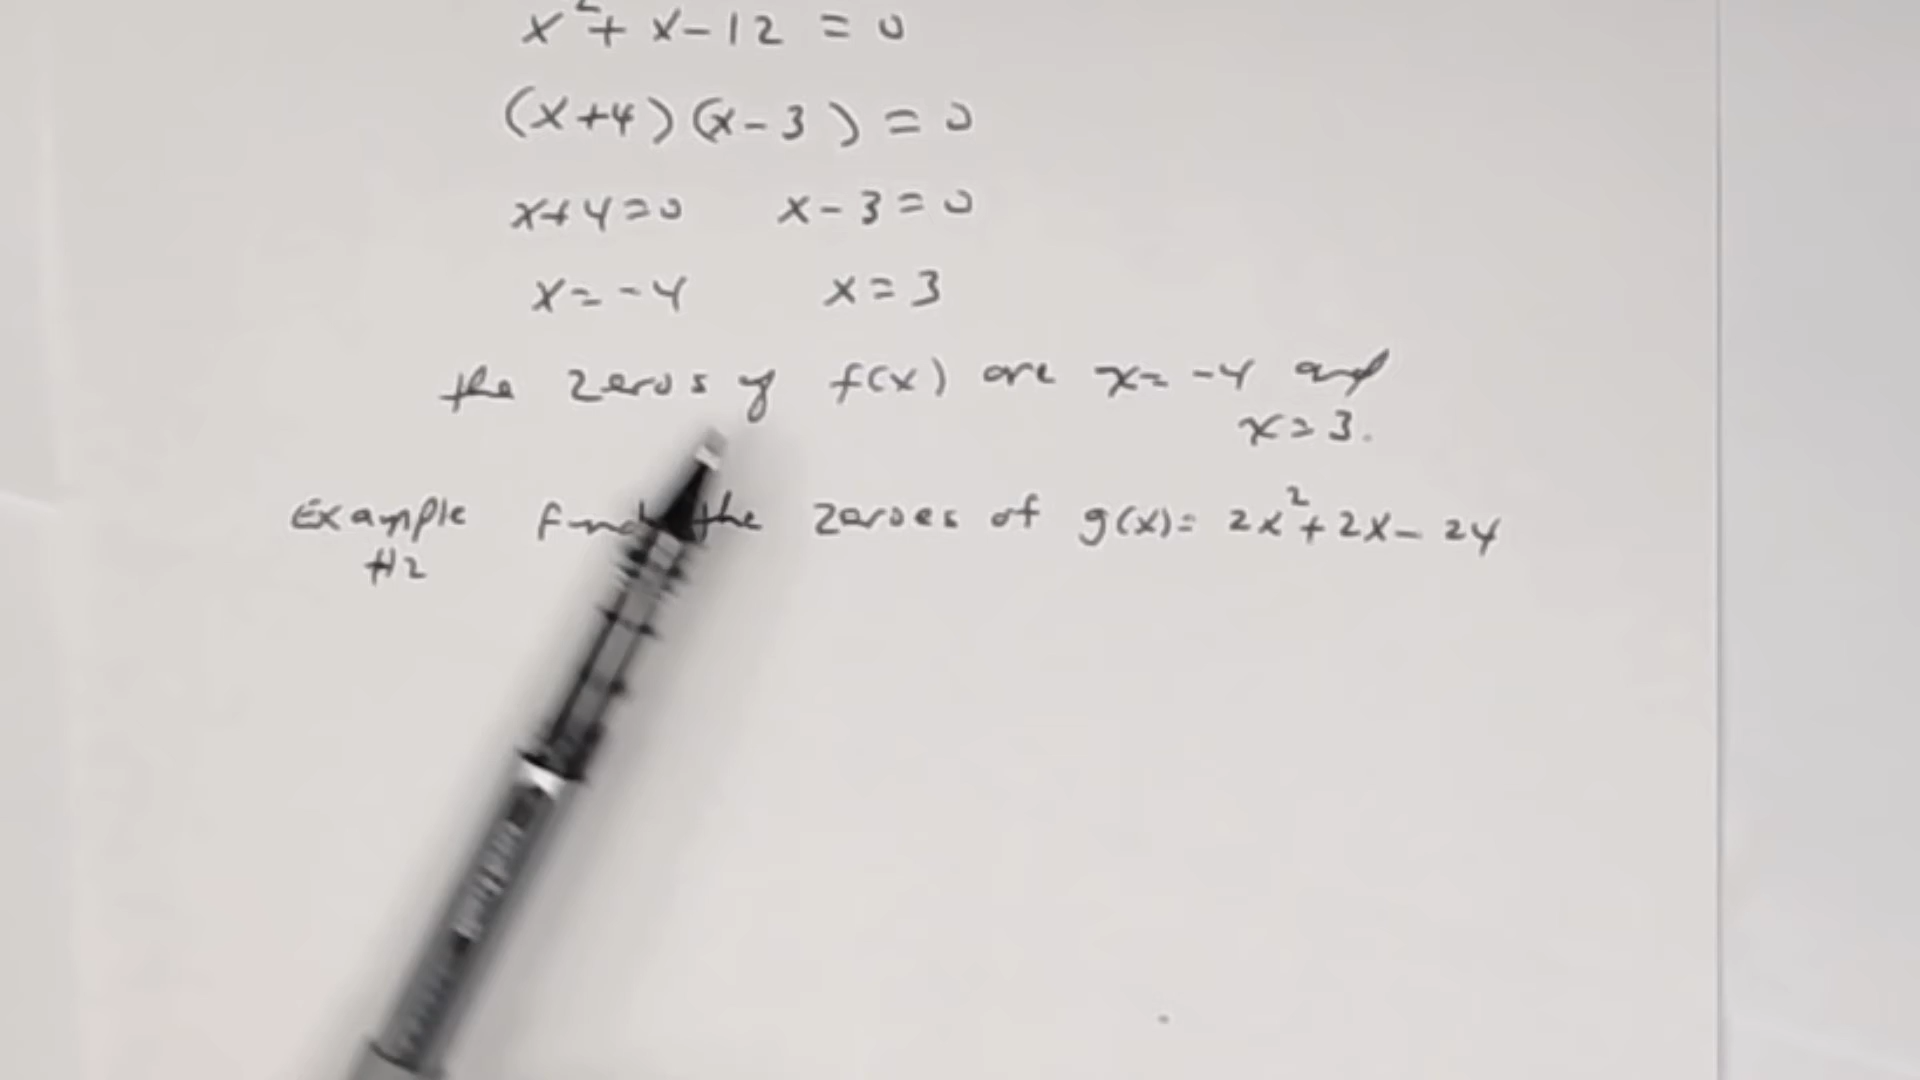 x²+ x-12 = 0
(x+4)(x-3) = 0
x+4=0 x-3=0
x=-4 x=3
the zeros of f(x) are x=-4 and
x=3.
Example Find the zeroes of g(x)= 2x²+2x-24
#2